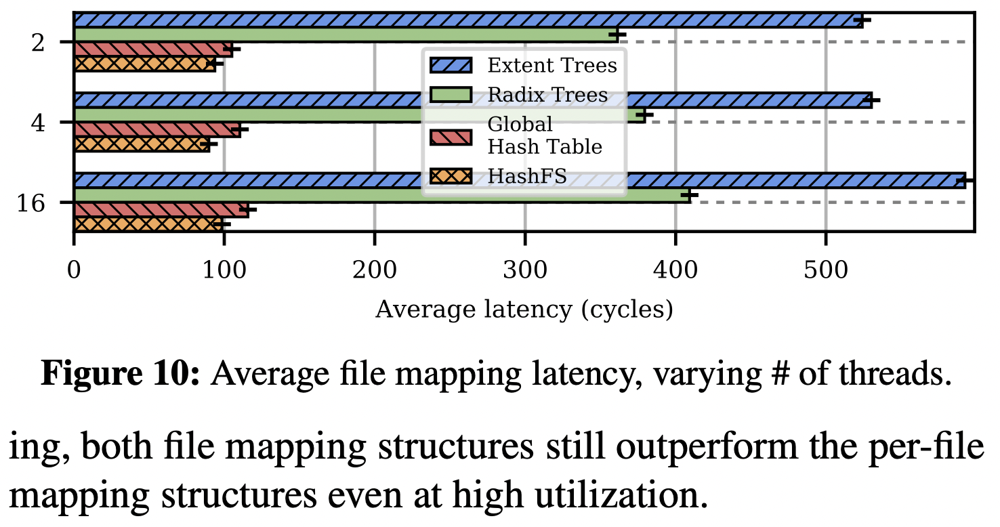 2
4
16
Extent Trees
Radix Trees
Global
Hash Table
HashFS
0 100 200 300 400 500
Average latency (cycles)
Figure 10: Average file mapping latency, varying # of threads.
ing, both file mapping structures still outperform the per-file
mapping structures even at high utilization.